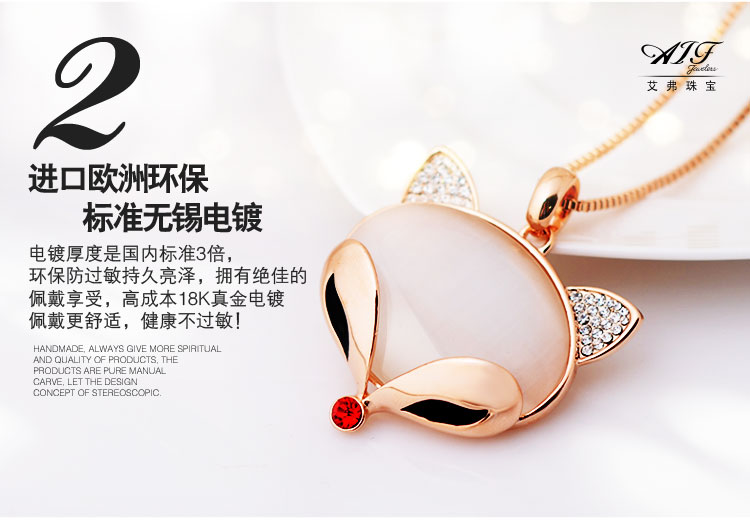 2
进口欧洲环保
标准无锡电镀
电镀厚度是国内标准3倍，
环保防过敏持久亮泽，拥有绝佳的
佩戴享受，高成本18K真金电镀
佩戴更舒适，健康不过敏！
HANDMADE, ALWAYS GIVE MORE SPIRITUAL
AND QUALITY OF PRODUCTS, THE
PRODUCTS ARE PURE MANUAL
CARVE, LET THE DESIGN
CONCEPT OF STEREOSCOPIC.
AIF
Jewelers
艾弗珠宝